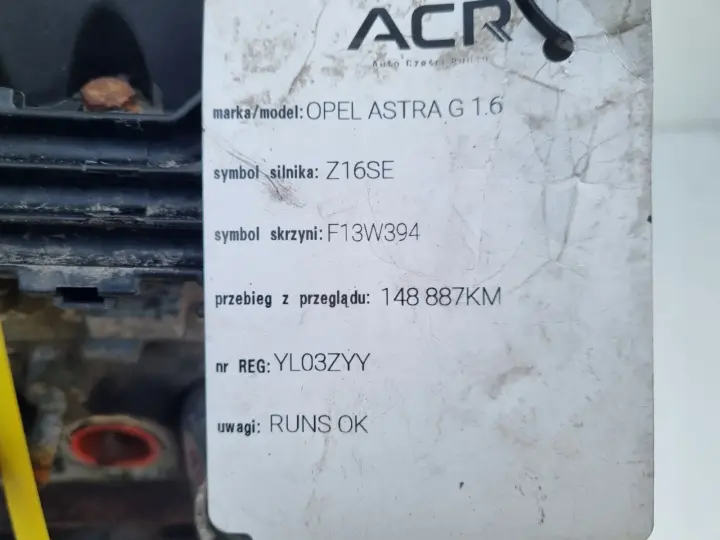 ACR
marka/model: OPEL ASTRA G 1.6
symbol silnika: Z16SE
symbol skrzyni: F13W394
przebieg z przeglądu: 148 887KM
nr REG: YL03ZYY
uwagi: RUNS OK